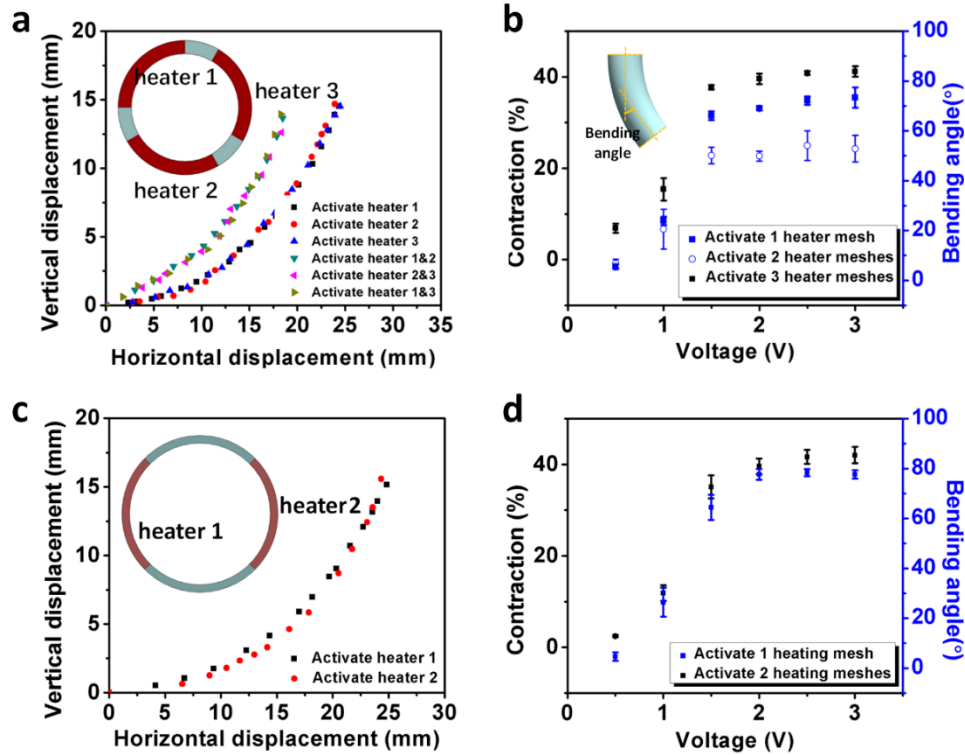 a
Vertical displacement (mm)
20
15
10
5
0
0 5 10 15 20 25 30 35
Horizontal displacement (mm)
heater 1
heater 3
heater 2
Activate heater 1
Activate heater 2
Activate heater 3
Activate heater 1&2
Activate heater 2&3
Activate heater 1&3
b
Contraction (%)
40
20
0
0 1 2 3
Voltage (V)
100
80
60
40
20
0
Bending angle(°)
Bending
angle
Activate 1 heater mesh
Activate 2 heater meshes
Activate 3 heater meshes
c
Vertical displacement (mm)
20
15
10
5
0
0 5 10 15 20 25 30
Horizontal displacement (mm)
heater 1
heater2
Activate heater 1
Activate heater 2
d
Contraction (%)
40
20
0
0 1 2 3
Voltage (V)
100
80
60
40
20
0
Bending angle(°)
Activate 1 heating mesh
Activate 2 heating meshes